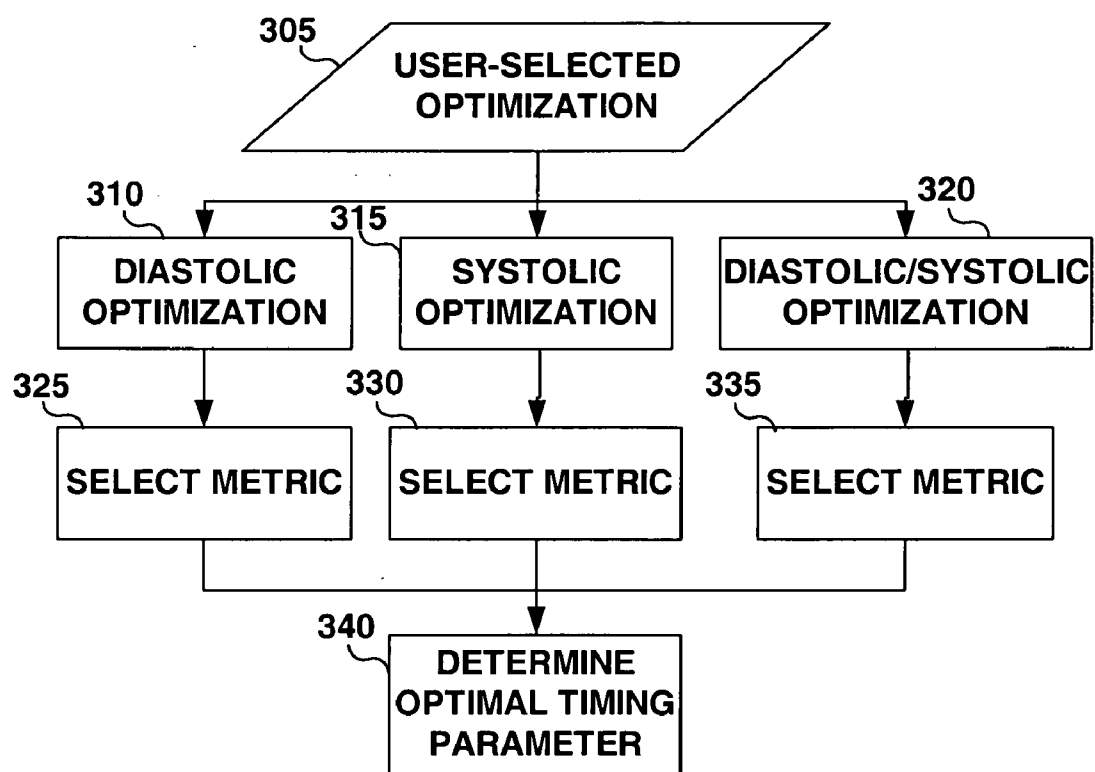 305
USER-SELECTED
OPTIMIZATION
310
315
320
DIASTOLIC
OPTIMIZATION
SYSTOLIC
OPTIMIZATION
DIASTOLIC/SYSTOLIC
OPTIMIZATION
325
330
335
SELECT METRIC
SELECT METRIC
SELECT METRIC
340
DETERMINE
OPTIMAL TIMING
PARAMETER